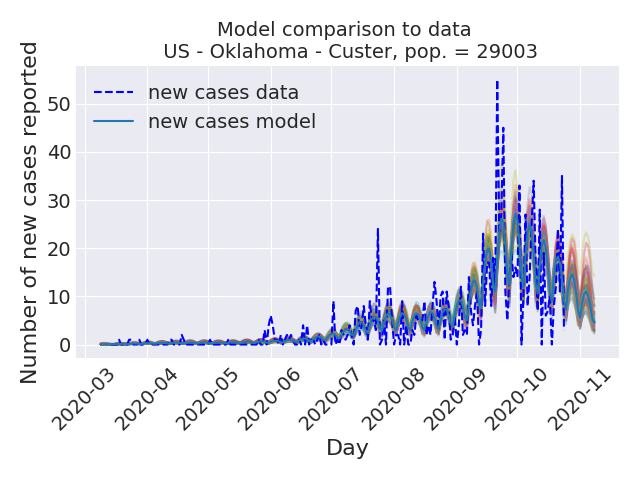 Model comparison to data
US - Oklahoma - Custer, pop. = 29003
Number of new cases reported
50
40
30
20
10
0
new cases data
new cases model
2020-03
2020-04
2020-05
2020-06
2020-07
2020-08
2020-09
2020-10
2020-11
Day